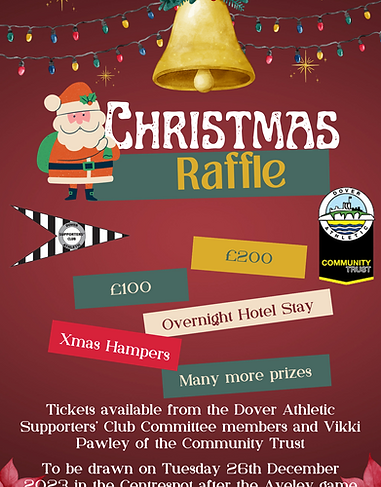 CHRISTMAS
Raffle
SUPPORTERS'
CLUB
DOVER
ATHLETIC
COMMUNITY
TRUST
£200
£100
Overnight Hotel Stay
Xmas Hampers
Many more prizes
Tickets available from the Dover Athletic
Supporters' Club Committee members and Vikki
Pawley of the Community Trust
To be drawn on Tuesday 26th December
2023 in the Centrespot after the Aveley game